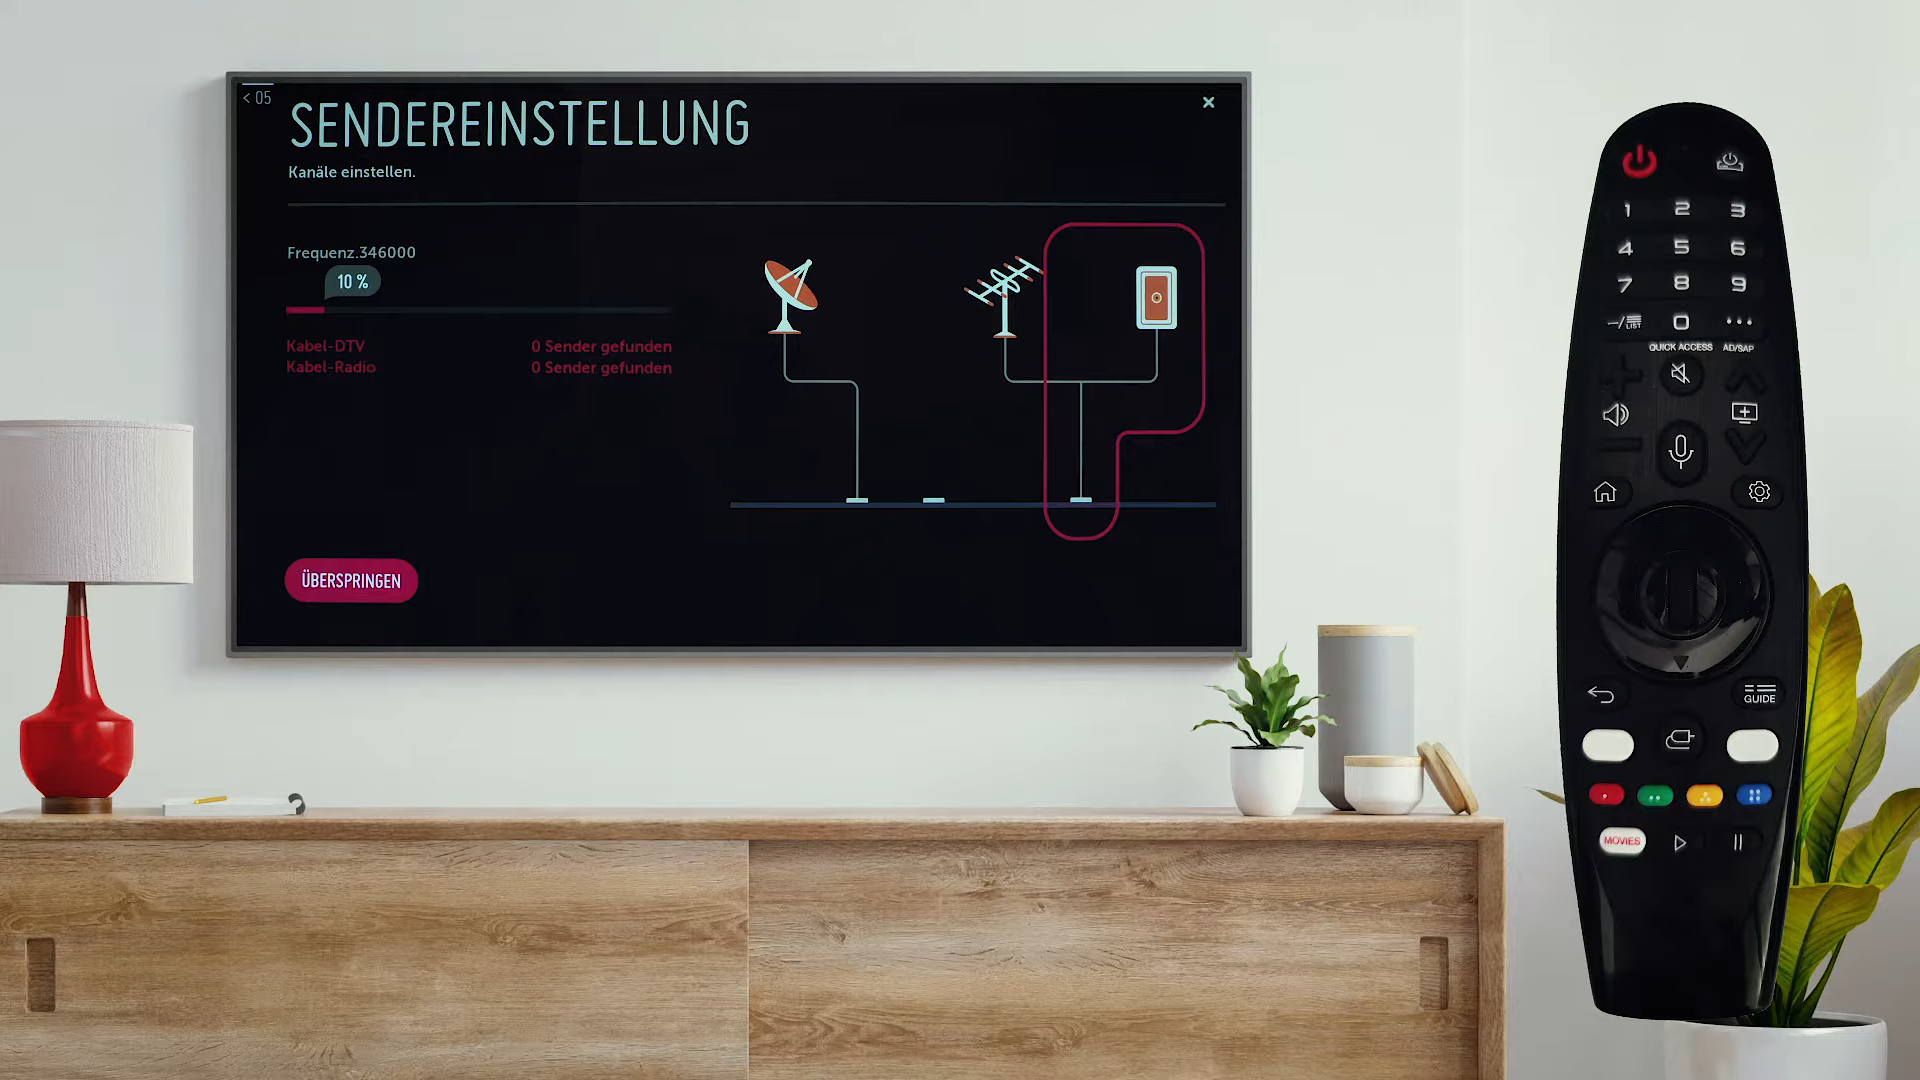 < 05
SENDEREINSTELLUNG
×
Kanäle einstellen.
Frequenz.346000
10 %
Kabel-DTV 0 Sender gefunden
Kabel-Radio 0 Sender gefunden
ÜBERSPRINGEN
1 2 3
4 5 6
7 8 9
-/LIST 0 ...
QUICK ACCESS AD/SAP
GUIDE
MOVIES